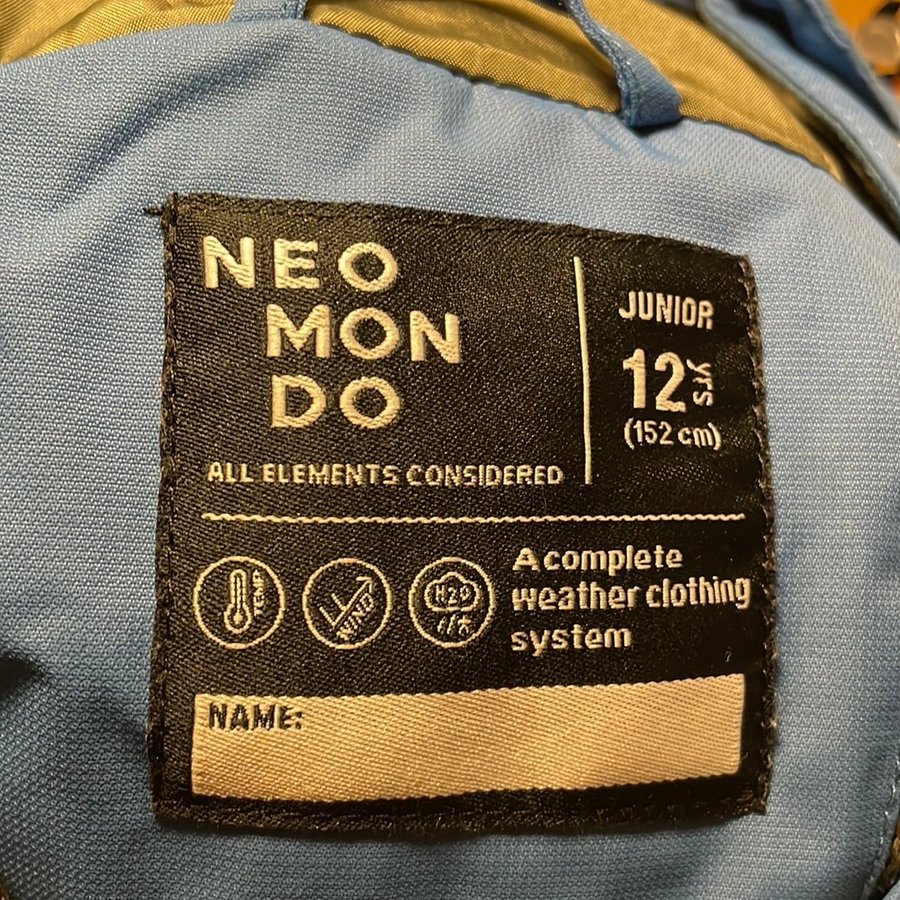 NEO
MON
DO
ALL ELEMENTS CONSIDERED
JUNIOR
12 yrs
(152 cm)
TEMP
WIND
H2O
A complete
weather clothing
system
NAME: